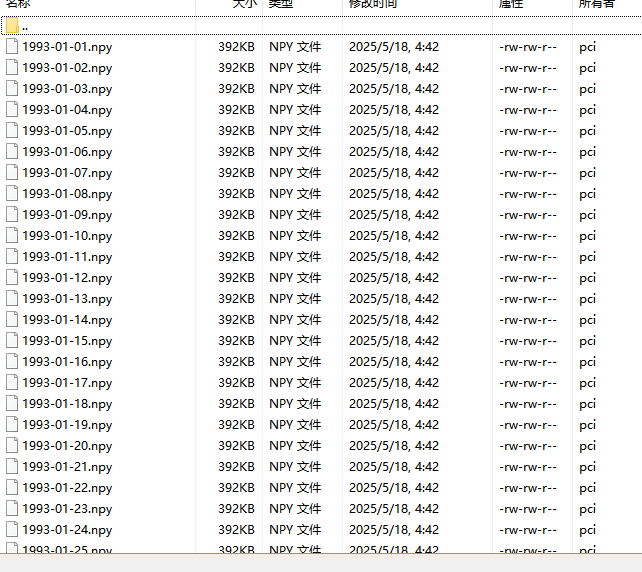 名称 大小 类型 修改时间 属性 所有者
..
1993-01-01.npy 392KB NPY 文件 2025/5/18, 4:42 -rw-rw-r-- pci
1993-01-02.npy 392KB NPY 文件 2025/5/18, 4:42 -rw-rw-r-- pci
1993-01-03.npy 392KB NPY 文件 2025/5/18, 4:42 -rw-rw-r-- pci
1993-01-04.npy 392KB NPY 文件 2025/5/18, 4:42 -rw-rw-r-- pci
1993-01-05.npy 392KB NPY 文件 2025/5/18, 4:42 -rw-rw-r-- pci
1993-01-06.npy 392KB NPY 文件 2025/5/18, 4:42 -rw-rw-r-- pci
1993-01-07.npy 392KB NPY 文件 2025/5/18, 4:42 -rw-rw-r-- pci
1993-01-08.npy 392KB NPY 文件 2025/5/18, 4:42 -rw-rw-r-- pci
1993-01-09.npy 392KB NPY 文件 2025/5/18, 4:42 -rw-rw-r-- pci
1993-01-10.npy 392KB NPY 文件 2025/5/18, 4:42 -rw-rw-r-- pci
1993-01-11.npy 392KB NPY 文件 2025/5/18, 4:42 -rw-rw-r-- pci
1993-01-12.npy 392KB NPY 文件 2025/5/18, 4:42 -rw-rw-r-- pci
1993-01-13.npy 392KB NPY 文件 2025/5/18, 4:42 -rw-rw-r-- pci
1993-01-14.npy 392KB NPY 文件 2025/5/18, 4:42 -rw-rw-r-- pci
1993-01-15.npy 392KB NPY 文件 2025/5/18, 4:42 -rw-rw-r-- pci
1993-01-16.npy 392KB NPY 文件 2025/5/18, 4:42 -rw-rw-r-- pci
1993-01-17.npy 392KB NPY 文件 2025/5/18, 4:42 -rw-rw-r-- pci
1993-01-18.npy 392KB NPY 文件 2025/5/18, 4:42 -rw-rw-r-- pci
1993-01-19.npy 392KB NPY 文件 2025/5/18, 4:42 -rw-rw-r-- pci
1993-01-20.npy 392KB NPY 文件 2025/5/18, 4:42 -rw-rw-r-- pci
1993-01-21.npy 392KB NPY 文件 2025/5/18, 4:42 -rw-rw-r-- pci
1993-01-22.npy 392KB NPY 文件 2025/5/18, 4:42 -rw-rw-r-- pci
1993-01-23.npy 392KB NPY 文件 2025/5/18, 4:42 -rw-rw-r-- pci
1993-01-24.npy 392KB NPY 文件 2025/5/18, 4:42 -rw-rw-r-- pci
1993-01-25.npy 392KB NPY 文件 2025/5/18, 4:42 -rw-rw-r-- pci